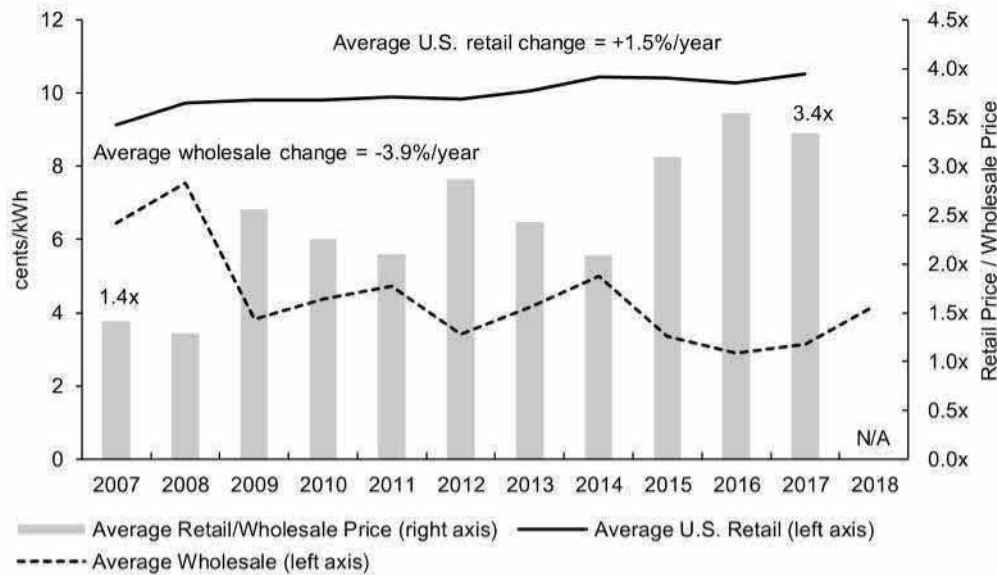 Average U.S. retail change = +1.5%/year
Average wholesale change = -3.9%/year
1.4x
3.4x
N/A
cents/kWh
12
10
8
6
4
2
0
4.5x
4.0x
3.5x
3.0x
2.5x
2.0x
1.5x
1.0x
0.5x
0.0x
Retail Price / Wholesale Price
2007 2008 2009 2010 2011 2012 2013 2014 2015 2016 2017 2018
Average Retail/Wholesale Price (right axis) Average U.S. Retail (left axis)
Average Wholesale (left axis)